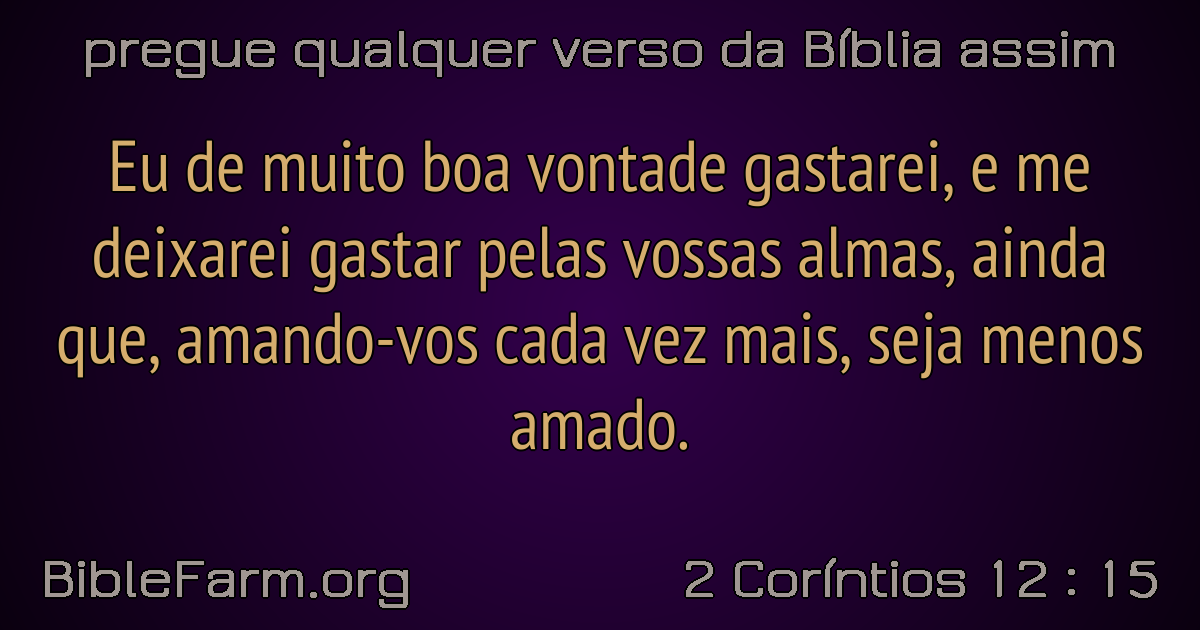 pregue qualquer verso da Bíblia assim
Eu de muito boa vontade gastarei, e me
deixarei gastar pelas vossas almas, ainda
que, amando-vos cada vez mais, seja menos
amado.
BibleFarm.org
2 Coríntios 12 : 15